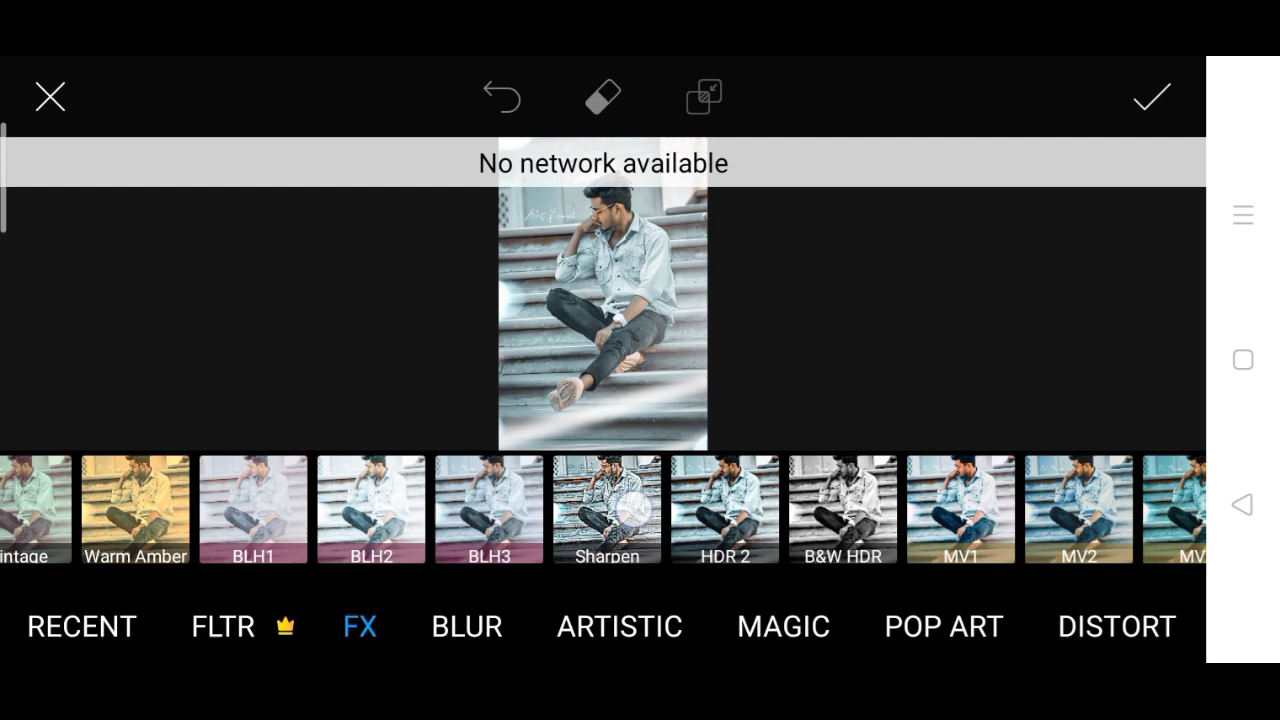 No network available
intage
Warm Amber
BLH1
BLH2
BLH3
Sharpen
HDR 2
B&W HDR
MV1
MV2
MV
RECENT
FLTR
FX
BLUR
ARTISTIC
MAGIC
POP ART
DISTORT